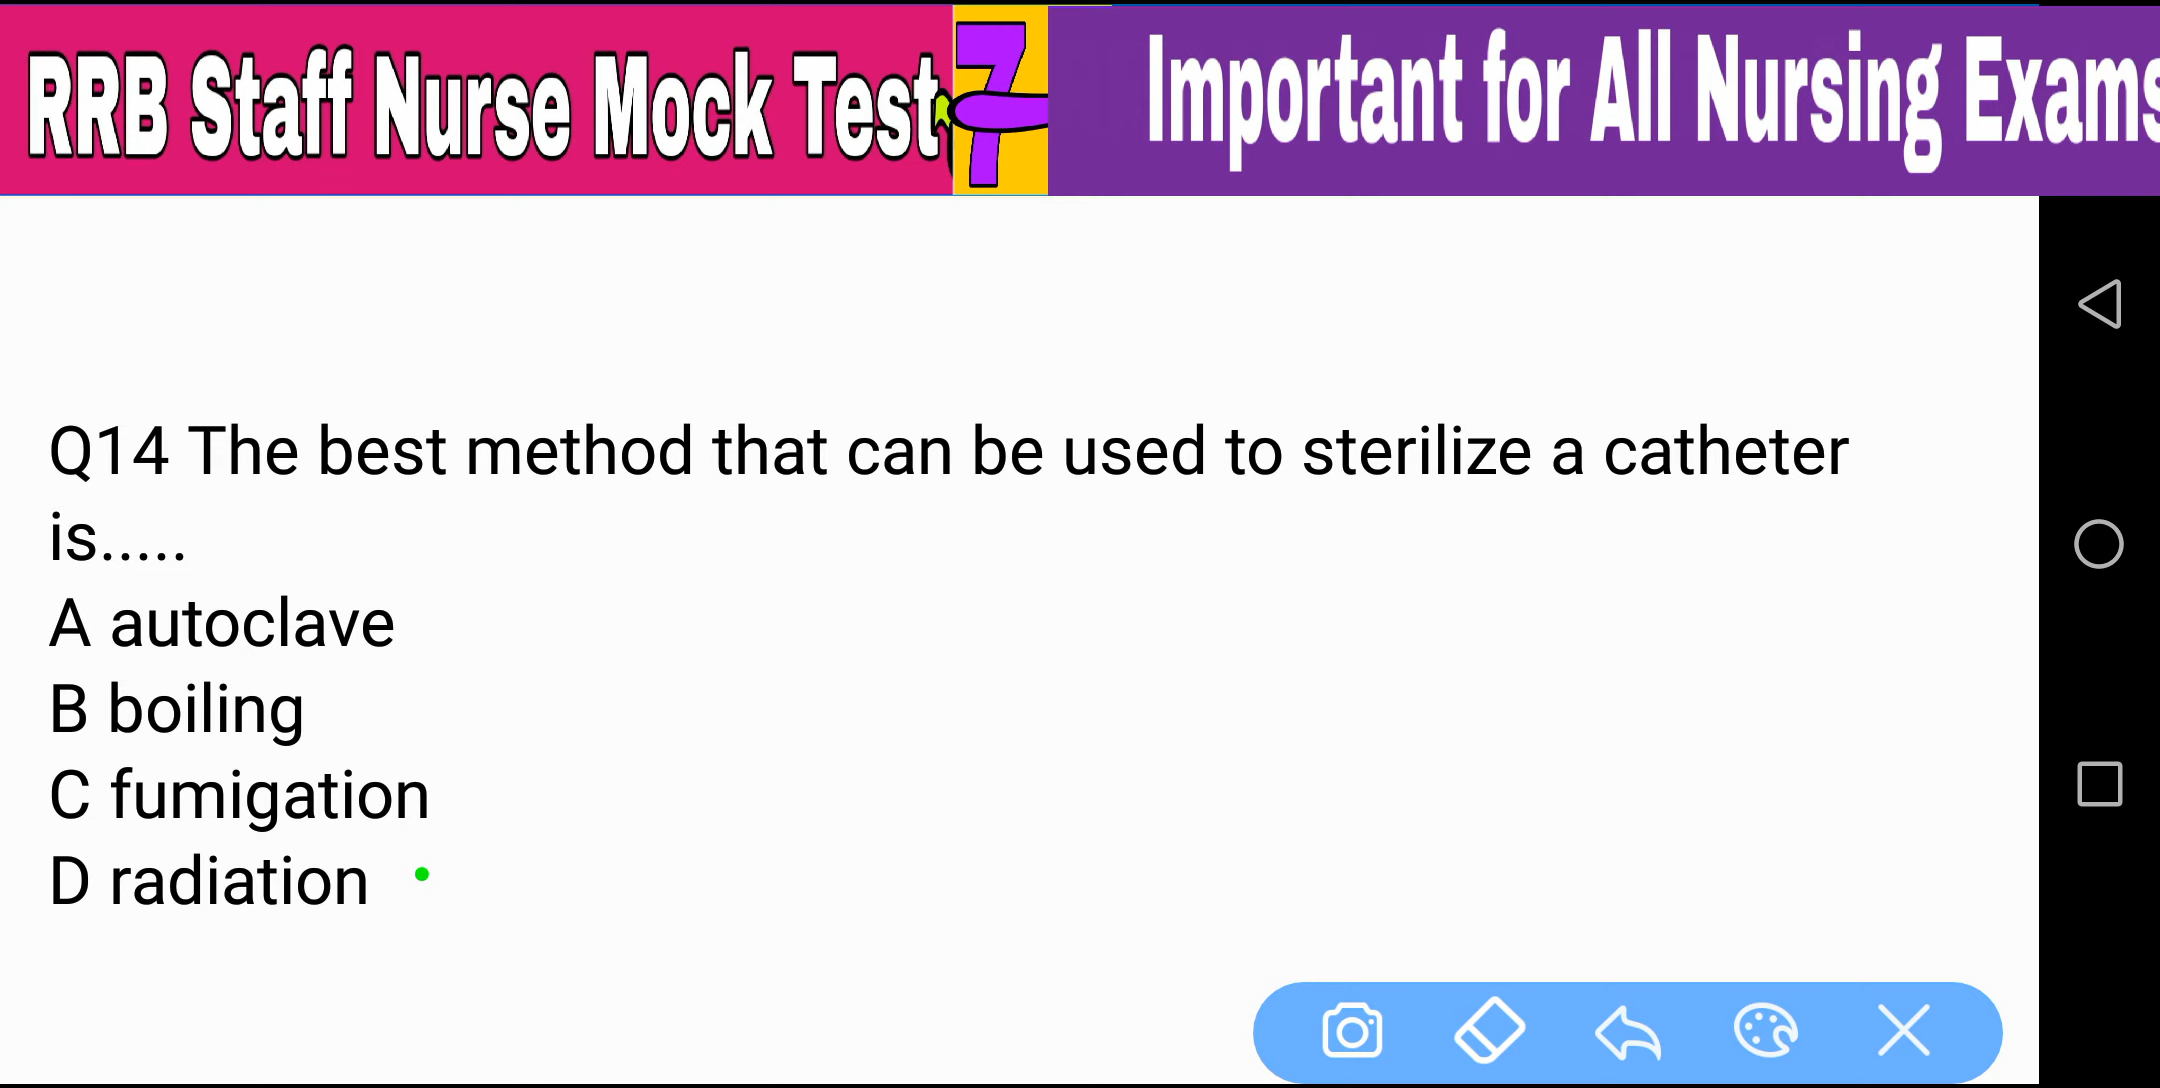 RRB Staff Nurse Mock Test 7 Important for All Nursing Exams
Q14 The best method that can be used to sterilize a catheter
is.....
A autoclave
B boiling
C fumigation
D radiation